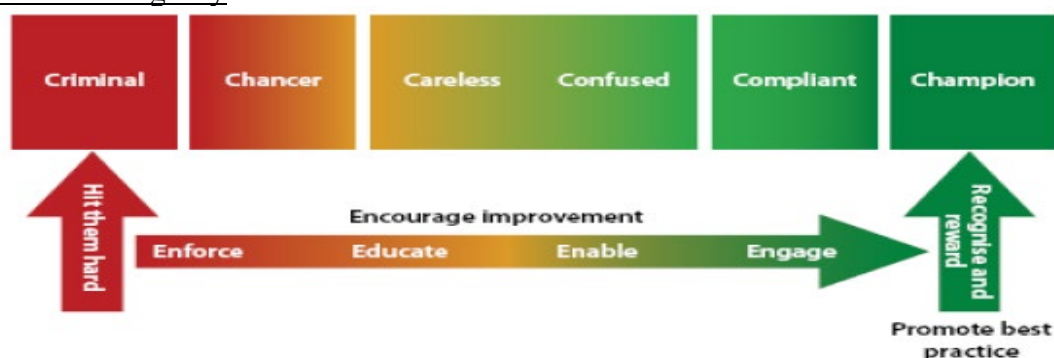 Criminal
Chancer
Careless
Confused
Compliant
Champion
Hit them hard
Encourage improvement
Enforce
Educate
Enable
Engage
Recognise and
reward
Promote best
practice